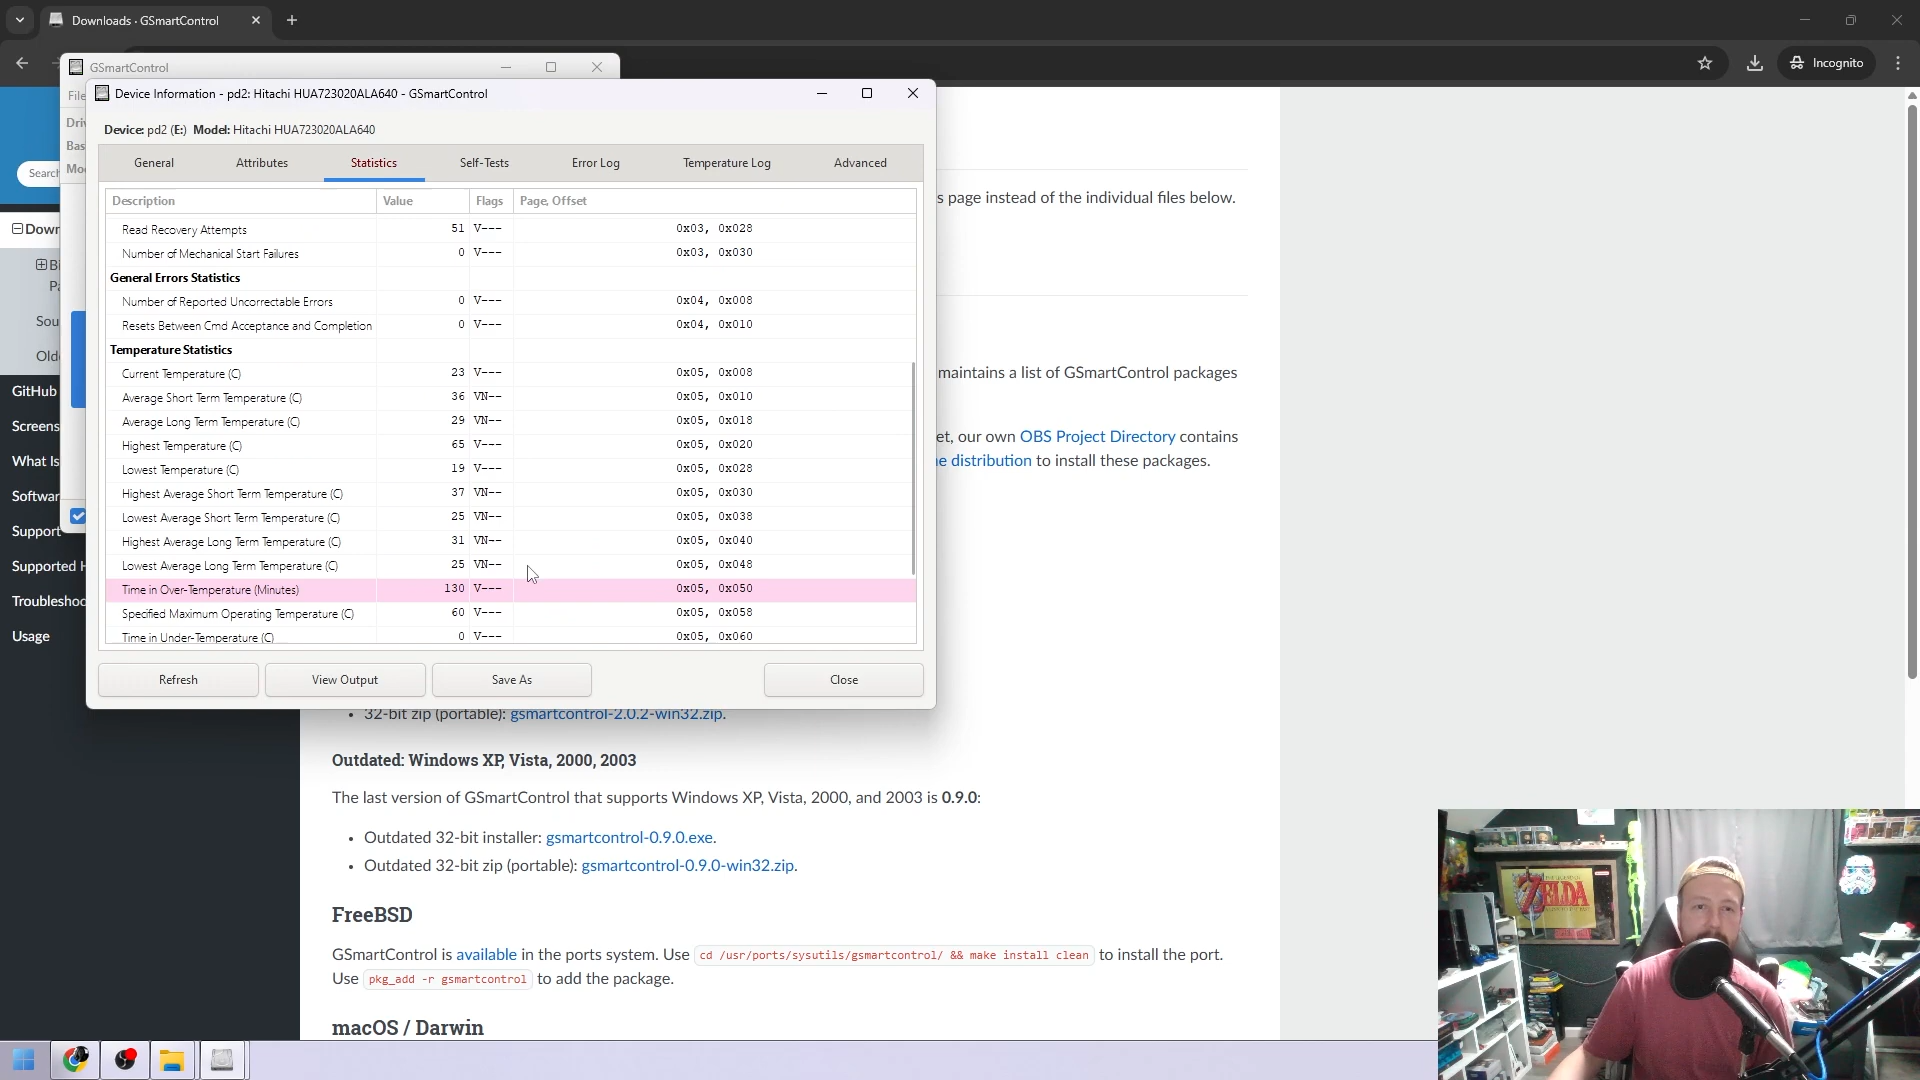 Downloads · GSmartControl
Incognito
GSmartControl
File
Device Information - pd2: Hitachi HUA723020ALA640 - GSmartControl
Device: pd2 (E:) Model: Hitachi HUA723020ALA640
General Attributes Statistics Self-Tests Error Log Temperature Log Advanced
Description Value Flags Page, Offset
Read Recovery Attempts 51 V--- 0x03, 0x028
Number of Mechanical Start Failures 0 V--- 0x03, 0x030
General Errors Statistics
Number of Reported Uncorrectable Errors 0 V--- 0x04, 0x008
Resets Between Cmd Acceptance and Completion 0 V--- 0x04, 0x010
Temperature Statistics
Current Temperature (C) 23 V--- 0x05, 0x008
Average Short Term Temperature (C) 36 VN-- 0x05, 0x010
Average Long Term Temperature (C) 29 VN-- 0x05, 0x018
Highest Temperature (C) 65 V--- 0x05, 0x020
Lowest Temperature (C) 19 V--- 0x05, 0x028
Highest Average Short Term Temperature (C) 37 VN-- 0x05, 0x030
Lowest Average Short Term Temperature (C) 25 VN-- 0x05, 0x038
Highest Average Long Term Temperature (C) 31 VN-- 0x05, 0x040
Lowest Average Long Term Temperature (C) 25 VN-- 0x05, 0x048
Time in Over-Temperature (Minutes) 130 V--- 0x05, 0x050
Specified Maximum Operating Temperature (C) 60 V--- 0x05, 0x058
Time in Under-Temperature (C) 0 V--- 0x05, 0x060
Refresh View Output Save As Close
Search
Down
Bi
Pa
Sou
Old
GitHub
Screens
What Is
Softwar
Support
Supported H
Troubleshoo
Usage
s page instead of the individual files below.
maintains a list of GSmartControl packages
et, our own OBS Project Directory contains
e distribution to install these packages.
32-bit zip (portable): gsmartcontrol-2.0.2-win32.zip.
Outdated: Windows XP, Vista, 2000, 2003
The last version of GSmartControl that supports Windows XP, Vista, 2000, and 2003 is 0.9.0:
Outdated 32-bit installer: gsmartcontrol-0.9.0.exe.
Outdated 32-bit zip (portable): gsmartcontrol-0.9.0-win32.zip.
FreeBSD
GSmartControl is available in the ports system. Use cd /usr/ports/sysutils/gsmartcontrol/ && make install clean to install the port.
Use pkg_add -r gsmartcontrol to add the package.
macOS / Darwin
ZELDA